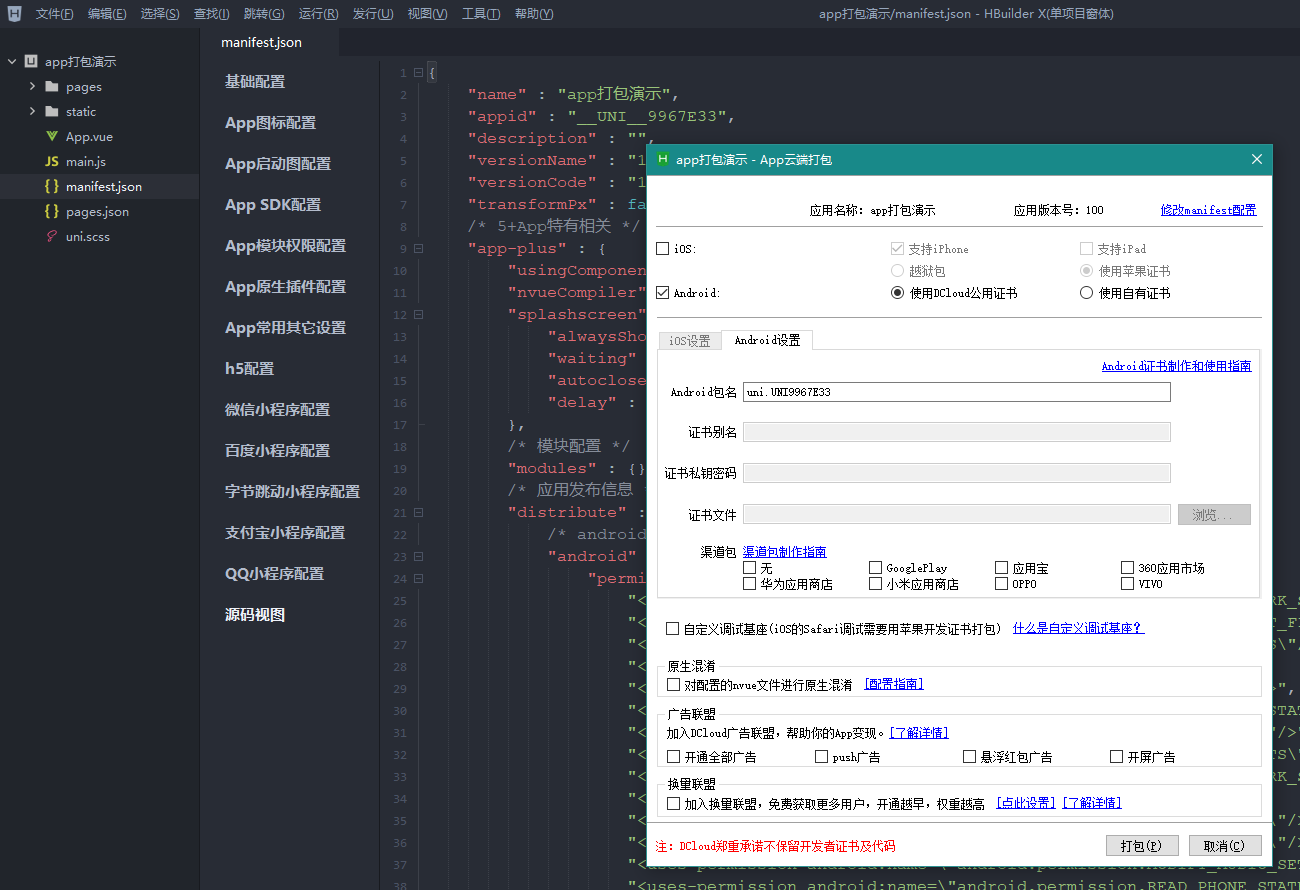 文件(F) 编辑(E) 选择(S) 查找(I) 跳转(G) 运行(R) 发行(U) 视图(V) 工具(T) 帮助(Y) app打包演示/manifest.json - HBuilder X(单项目窗体)
app打包演示
pages
static
App.vue
JS main.js
{ } manifest.json
{ } pages.json
uni.scss
manifest.json
基础配置
App图标配置
App启动图配置
App SDK配置
App模块权限配置
App原生插件配置
App常用其它设置
h5配置
微信小程序配置
百度小程序配置
字节跳动小程序配置
支付宝小程序配置
QQ小程序配置
源码视图
1 {
2 "name" : "app打包演示",
3 "appid" : "__UNI__9967E33",
4 "description" : "",
5 "versionName" : "1
6 "versionCode" : "1
7 "transformPx" : fa
8 /* 5+App特有相关 */
9 "app-plus" : {
10 "usingComponen
11 "nvueCompiler"
12 "splashscreen"
13 "alwaysSho
14 "waiting"
15 "autoclose
16 "delay" :
17 },
18 /* 模块配置 */
19 "modules" : {}
20 /* 应用发布信息
21 "distribute" :
22 /* android
23 "android"
24 "permi
25 "<
26 "<
27 "<
28 "<
29 "<
30 "<
31 "<
32 "<
33 "<
34 "<
35 "<
36 "<
37
38 "<uses-permission android:name=\"android.permission.READ_PHONE_STATE
app打包演示 - App云端打包
应用名称: app打包演示 应用版本号: 100 修改manifest配置
iOS: 支持iPhone 支持iPad
越狱包 使用苹果证书
Android: 使用DCloud公用证书 使用自有证书
iOS设置 Android设置
Android证书制作和使用指南
Android包名 uni.UNI9967E33
证书别名
证书私钥密码
证书文件 浏览...
渠道包 渠道包制作指南
无 GooglePlay 应用宝 360应用市场
华为应用商店 小米应用商店 OPPO VIVO
自定义调试基座(iOS的Safari调试需要用苹果开发证书打包) 什么是自定义调试基座?
原生混淆
对配置的nvue文件进行原生混淆 [配置指南]
广告联盟
加入DCloud广告联盟，帮助你的App变现。[了解详情]
开通全部广告 push广告 悬浮红包广告 开屏广告
换量联盟
加入换量联盟，免费获取更多用户，开通越早，权重越高 [点此设置] [了解详情]
注: DCloud郑重承诺不保留开发者证书及代码 打包(P) 取消(C)